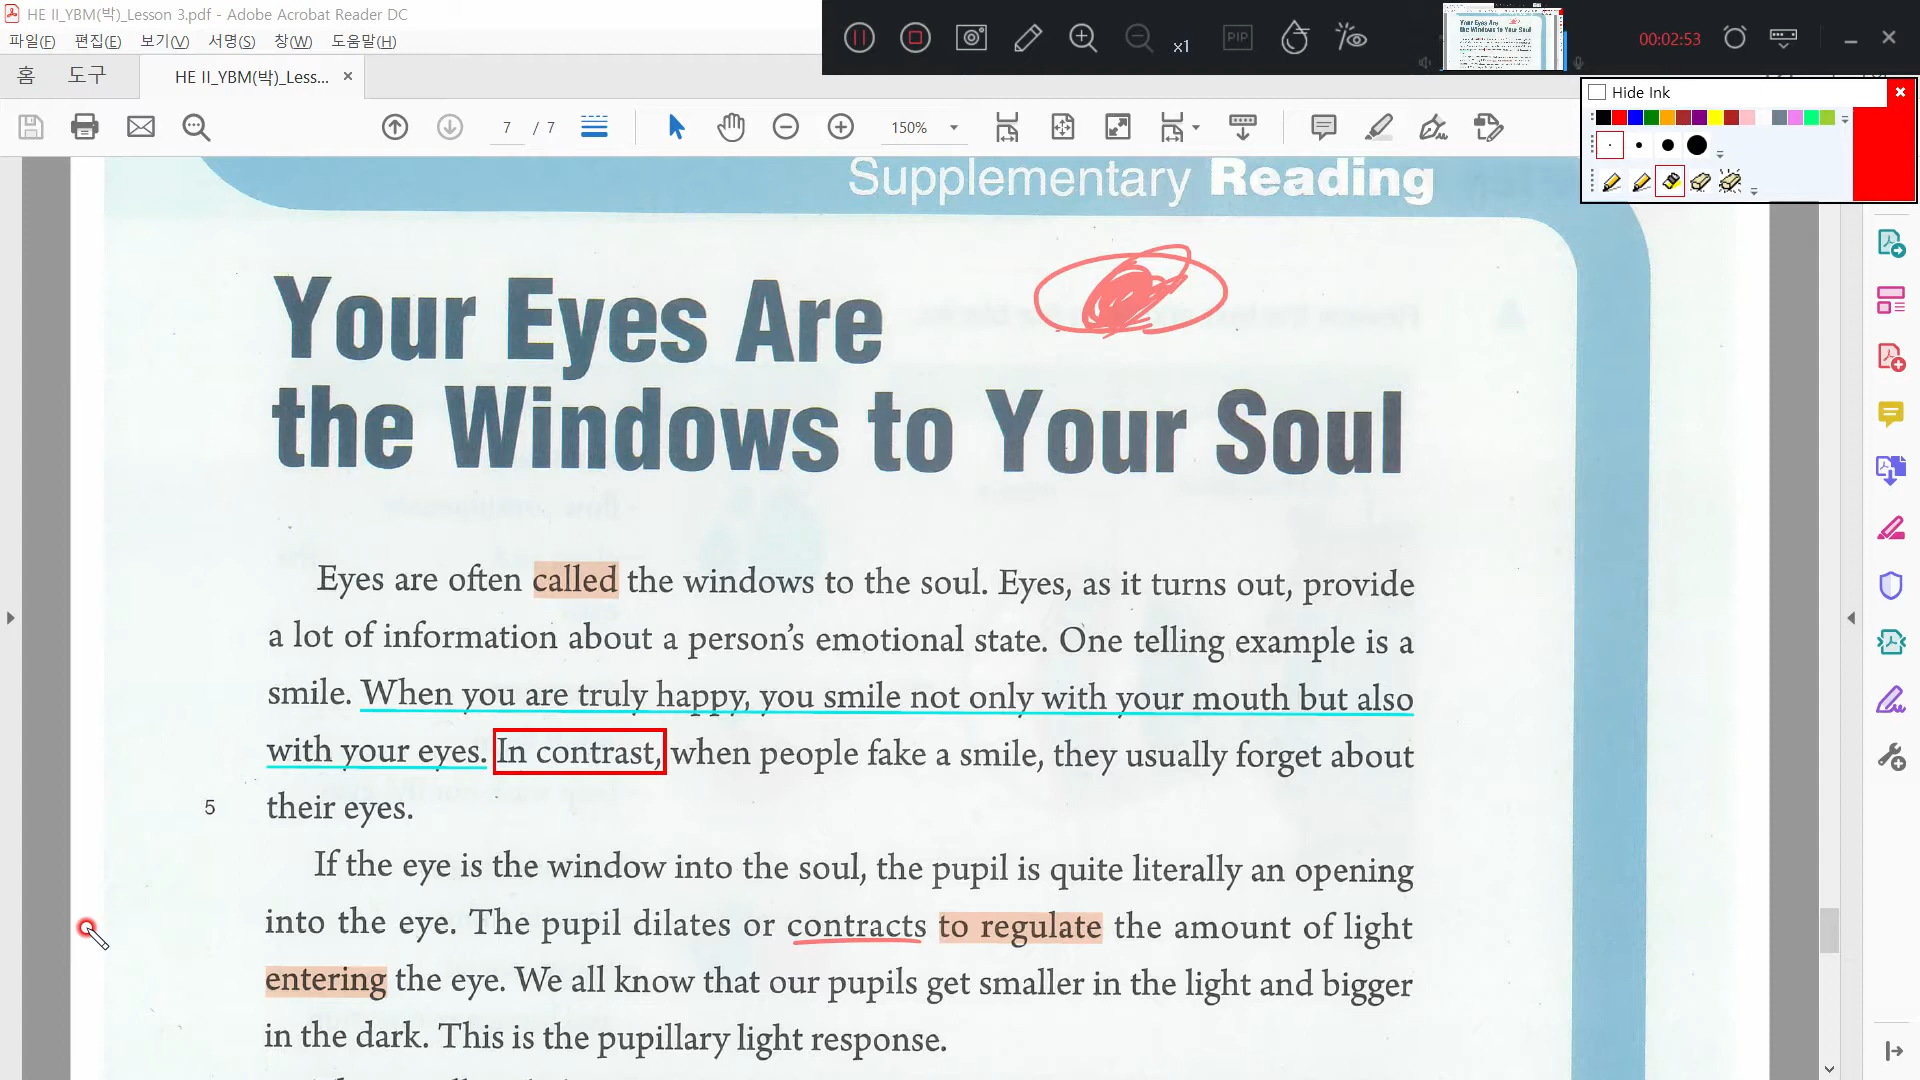 HE II_YBM(박)_Lesson 3.pdf - Adobe Acrobat Reader DC
파일(F) 편집(E) 보기(V) 서명(S) 창(W) 도움말(H)
x1
PIP
00:02:53
홈 도구 HE II_YBM(박)_Less... ×
Hide Ink
7 / 7
150%
Supplementary Reading
Your Eyes Are
the Windows to Your Soul
Eyes are often called the windows to the soul. Eyes, as it turns out, provide
a lot of information about a person's emotional state. One telling example is a
smile. When you are truly happy, you smile not only with your mouth but also
with your eyes. In contrast, when people fake a smile, they usually forget about
5 their eyes.
If the eye is the window into the soul, the pupil is quite literally an opening
into the eye. The pupil dilates or contracts to regulate the amount of light
entering the eye. We all know that our pupils get smaller in the light and bigger
in the dark. This is the pupillary light response.